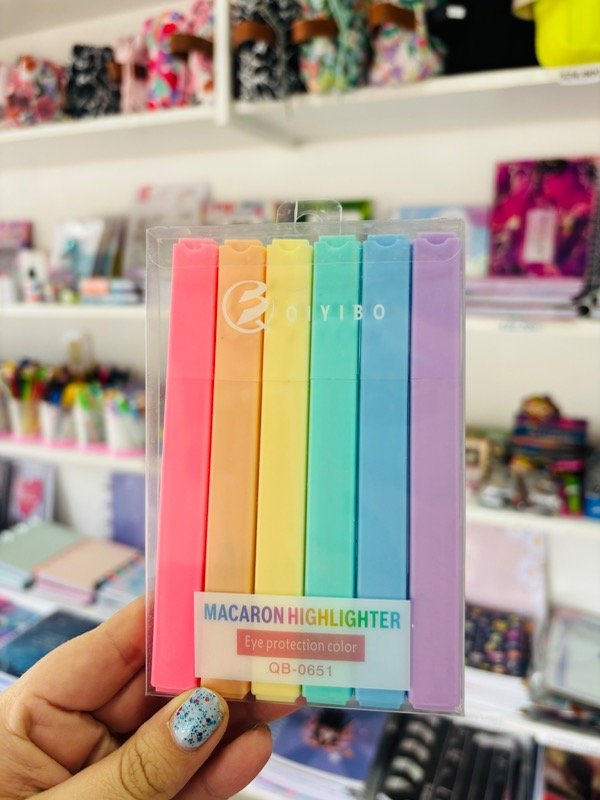 QIYIBO
MACARON HIGHLIGHTER
Eye protection color
QB-0651